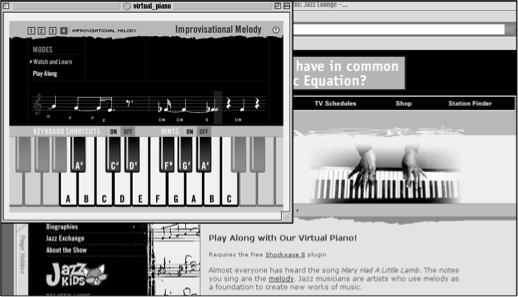 virtual_piano
ns: Jazz Lounge – ...
1 2 3 4 : IMPROVISATIONAL MELODY
Improvisational Melody
?
MODES
Watch and Learn
Play Along
D F F E D# D# E D#
KEYBOARD SHORTCUTS ON OFF
HINTS ON OFF
A# C# D# F# G# A#
A B C D E F G A B C
have in common
c Equation?
TV Schedules
Shop
Station Finder
Biographies
Jazz Exchange
About the Show
JAZZ
KIDS
Page Holder
Play Along with Our Virtual Piano!
Requires the free Shockwave 8 plugin
Almost everyone has heard the song Mary Had A Little Lamb. The notes
you sing are the melody. Jazz musicians are artists who use melody as
a foundation to create new works of music.